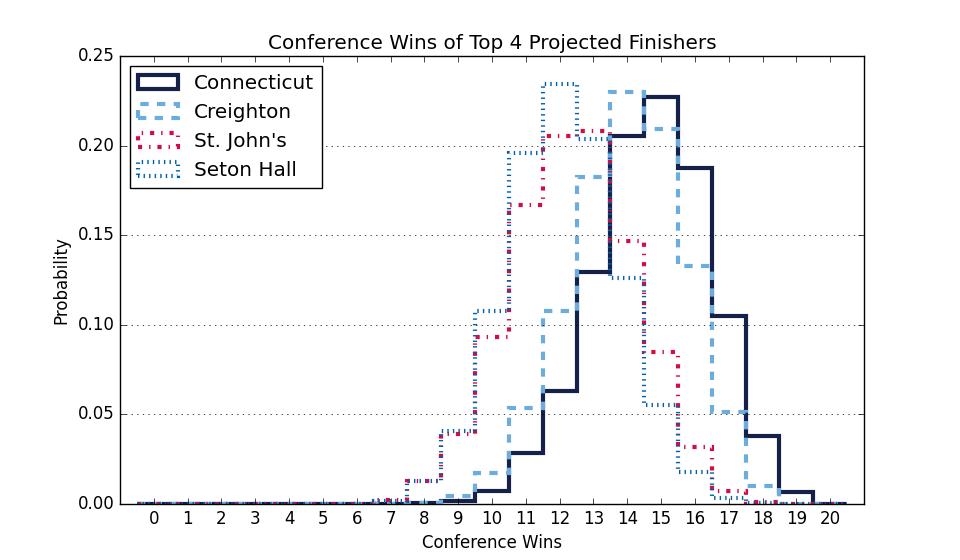 Conference Wins of Top 4 Projected Finishers
0.25
0.20
0.15
0.10
0.05
0.00
Probability
Connecticut
Creighton
St. John's
Seton Hall
0 1 2 3 4 5 6 7 8 9 10 11 12 13 14 15 16 17 18 19 20
Conference Wins